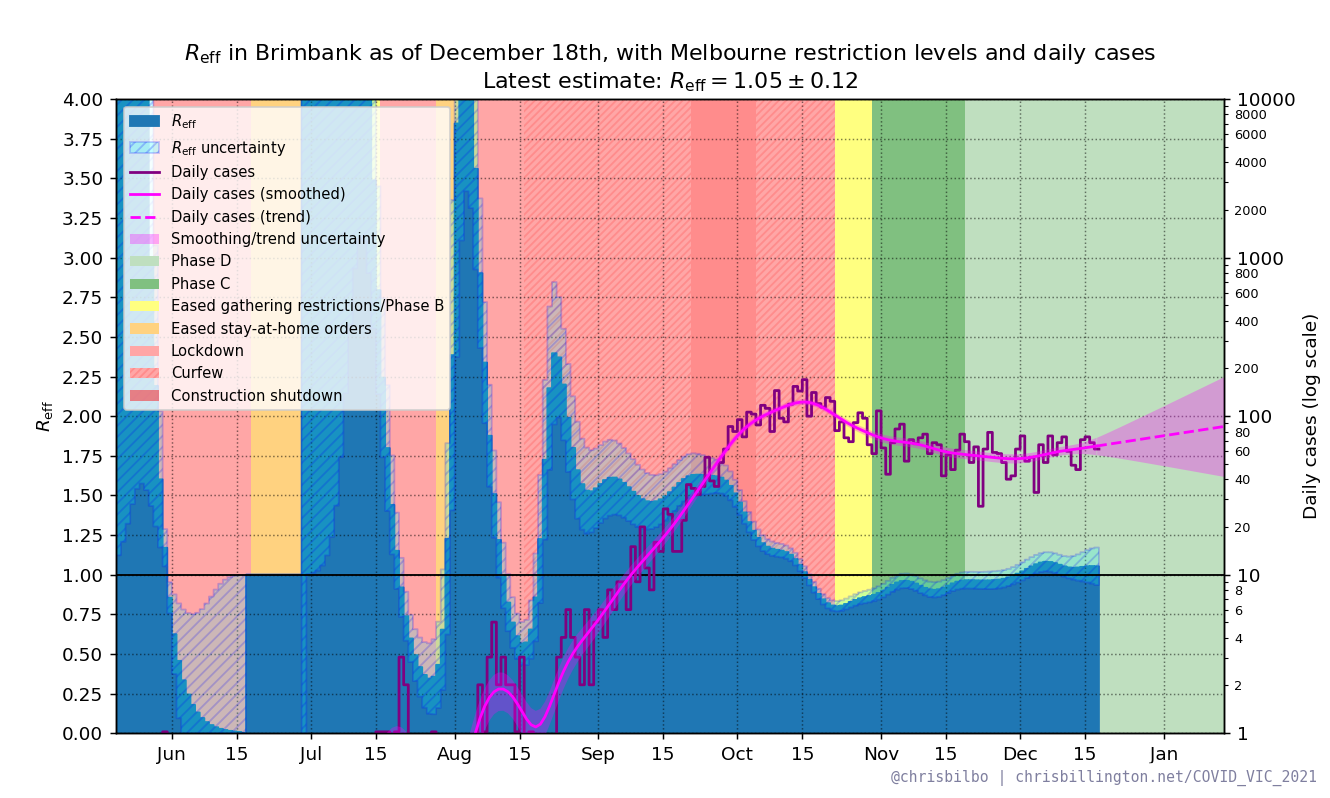 R_eff in Brimbank as of December 18th, with Melbourne restriction levels and daily cases
Latest estimate: R_eff = 1.05 ± 0.12
R_eff
R_eff uncertainty
Daily cases
Daily cases (smoothed)
Daily cases (trend)
Smoothing/trend uncertainty
Phase D
Phase C
Eased gathering restrictions/Phase B
Eased stay-at-home orders
Lockdown
Curfew
Construction shutdown
R_eff
4.00
3.75
3.50
3.25
3.00
2.75
2.50
2.25
2.00
1.75
1.50
1.25
1.00
0.75
0.50
0.25
0.00
10000
8000
6000
4000
2000
1000
800
600
400
200
100
80
60
40
20
10
8
6
4
2
1
Daily cases (log scale)
Jun 15 Jul 15 Aug 15 Sep 15 Oct 15 Nov 15 Dec 15 Jan
@chrisbilbo | chrisbillington.net/COVID_VIC_2021